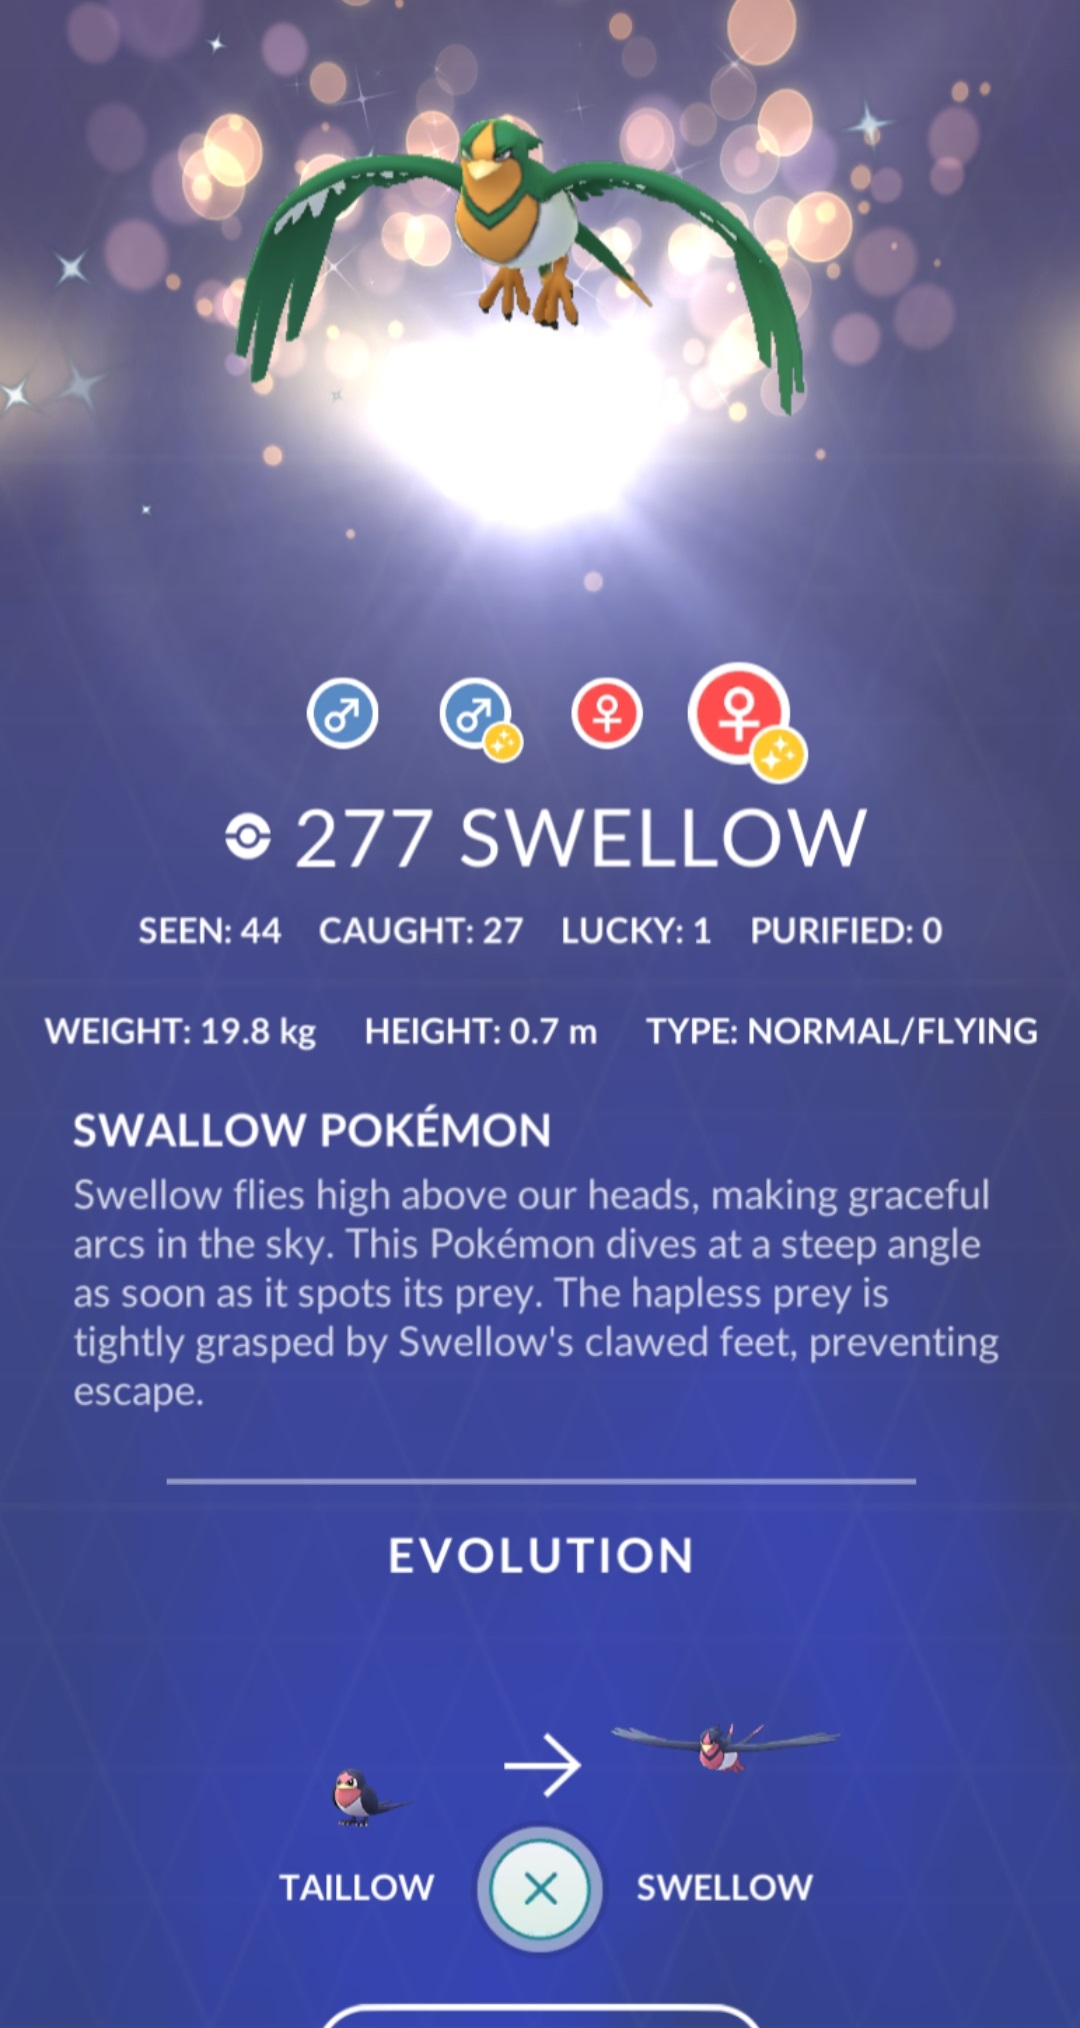 277 SWELLOW
SEEN: 44 CAUGHT: 27 LUCKY: 1 PURIFIED: 0
WEIGHT: 19.8 kg HEIGHT: 0.7 m TYPE: NORMAL/FLYING
SWALLOW POKÉMON
Swellow flies high above our heads, making graceful
arcs in the sky. This Pokémon dives at a steep angle
as soon as it spots its prey. The hapless prey is
tightly grasped by Swellow's clawed feet, preventing
escape.
EVOLUTION
TAILLOW SWELLOW